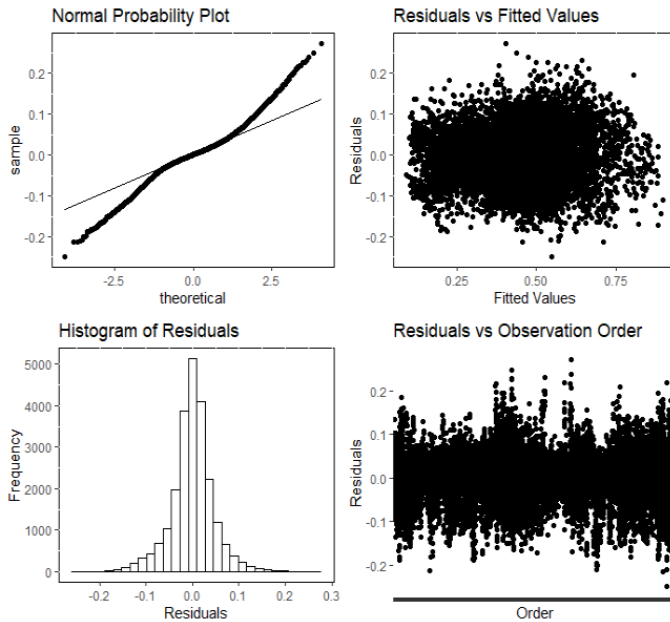 Normal Probability Plot
sample
0.2
0.1
0.0
-0.1
-0.2
-2.5 0.0 2.5
theoretical
Residuals vs Fitted Values
Residuals
0.2
0.1
0.0
-0.1
-0.2
0.25 0.50 0.75
Fitted Values
Histogram of Residuals
Frequency
5000
4000
3000
2000
1000
0
-0.2 -0.1 0.0 0.1 0.2 0.3
Residuals
Residuals vs Observation Order
Residuals
0.2
0.1
0.0
-0.1
-0.2
Order